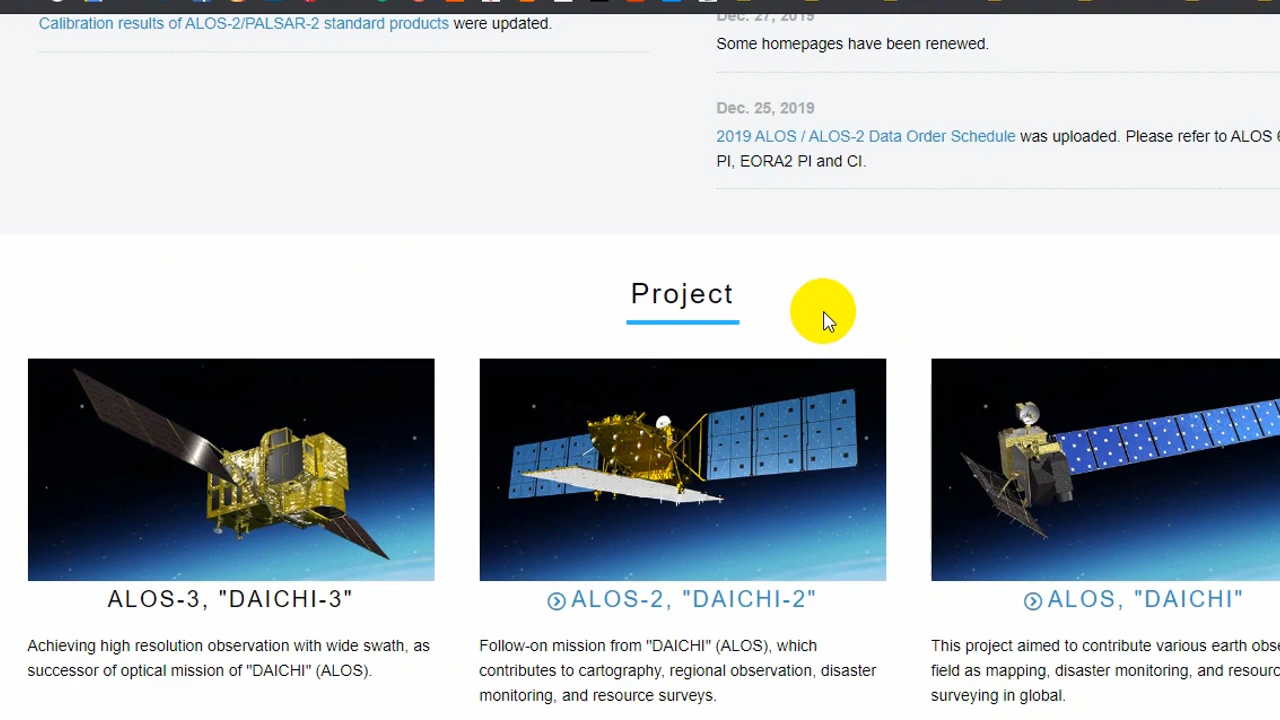 Calibration results of ALOS-2/PALSAR-2 standard products were updated.
Dec. 27, 2019
Some homepages have been renewed.
Dec. 25, 2019
2019 ALOS / ALOS-2 Data Order Schedule was uploaded. Please refer to ALOS
PI, EORA2 PI and CI.
Project
ALOS-3, "DAICHI-3"
Achieving high resolution observation with wide swath, as
successor of optical mission of "DAICHI" (ALOS).
ALOS-2, "DAICHI-2"
Follow-on mission from "DAICHI" (ALOS), which
contributes to cartography, regional observation, disaster
monitoring, and resource surveys.
ALOS, "DAICHI"
This project aimed to contribute various earth obse
field as mapping, disaster monitoring, and resourc
surveying in global.